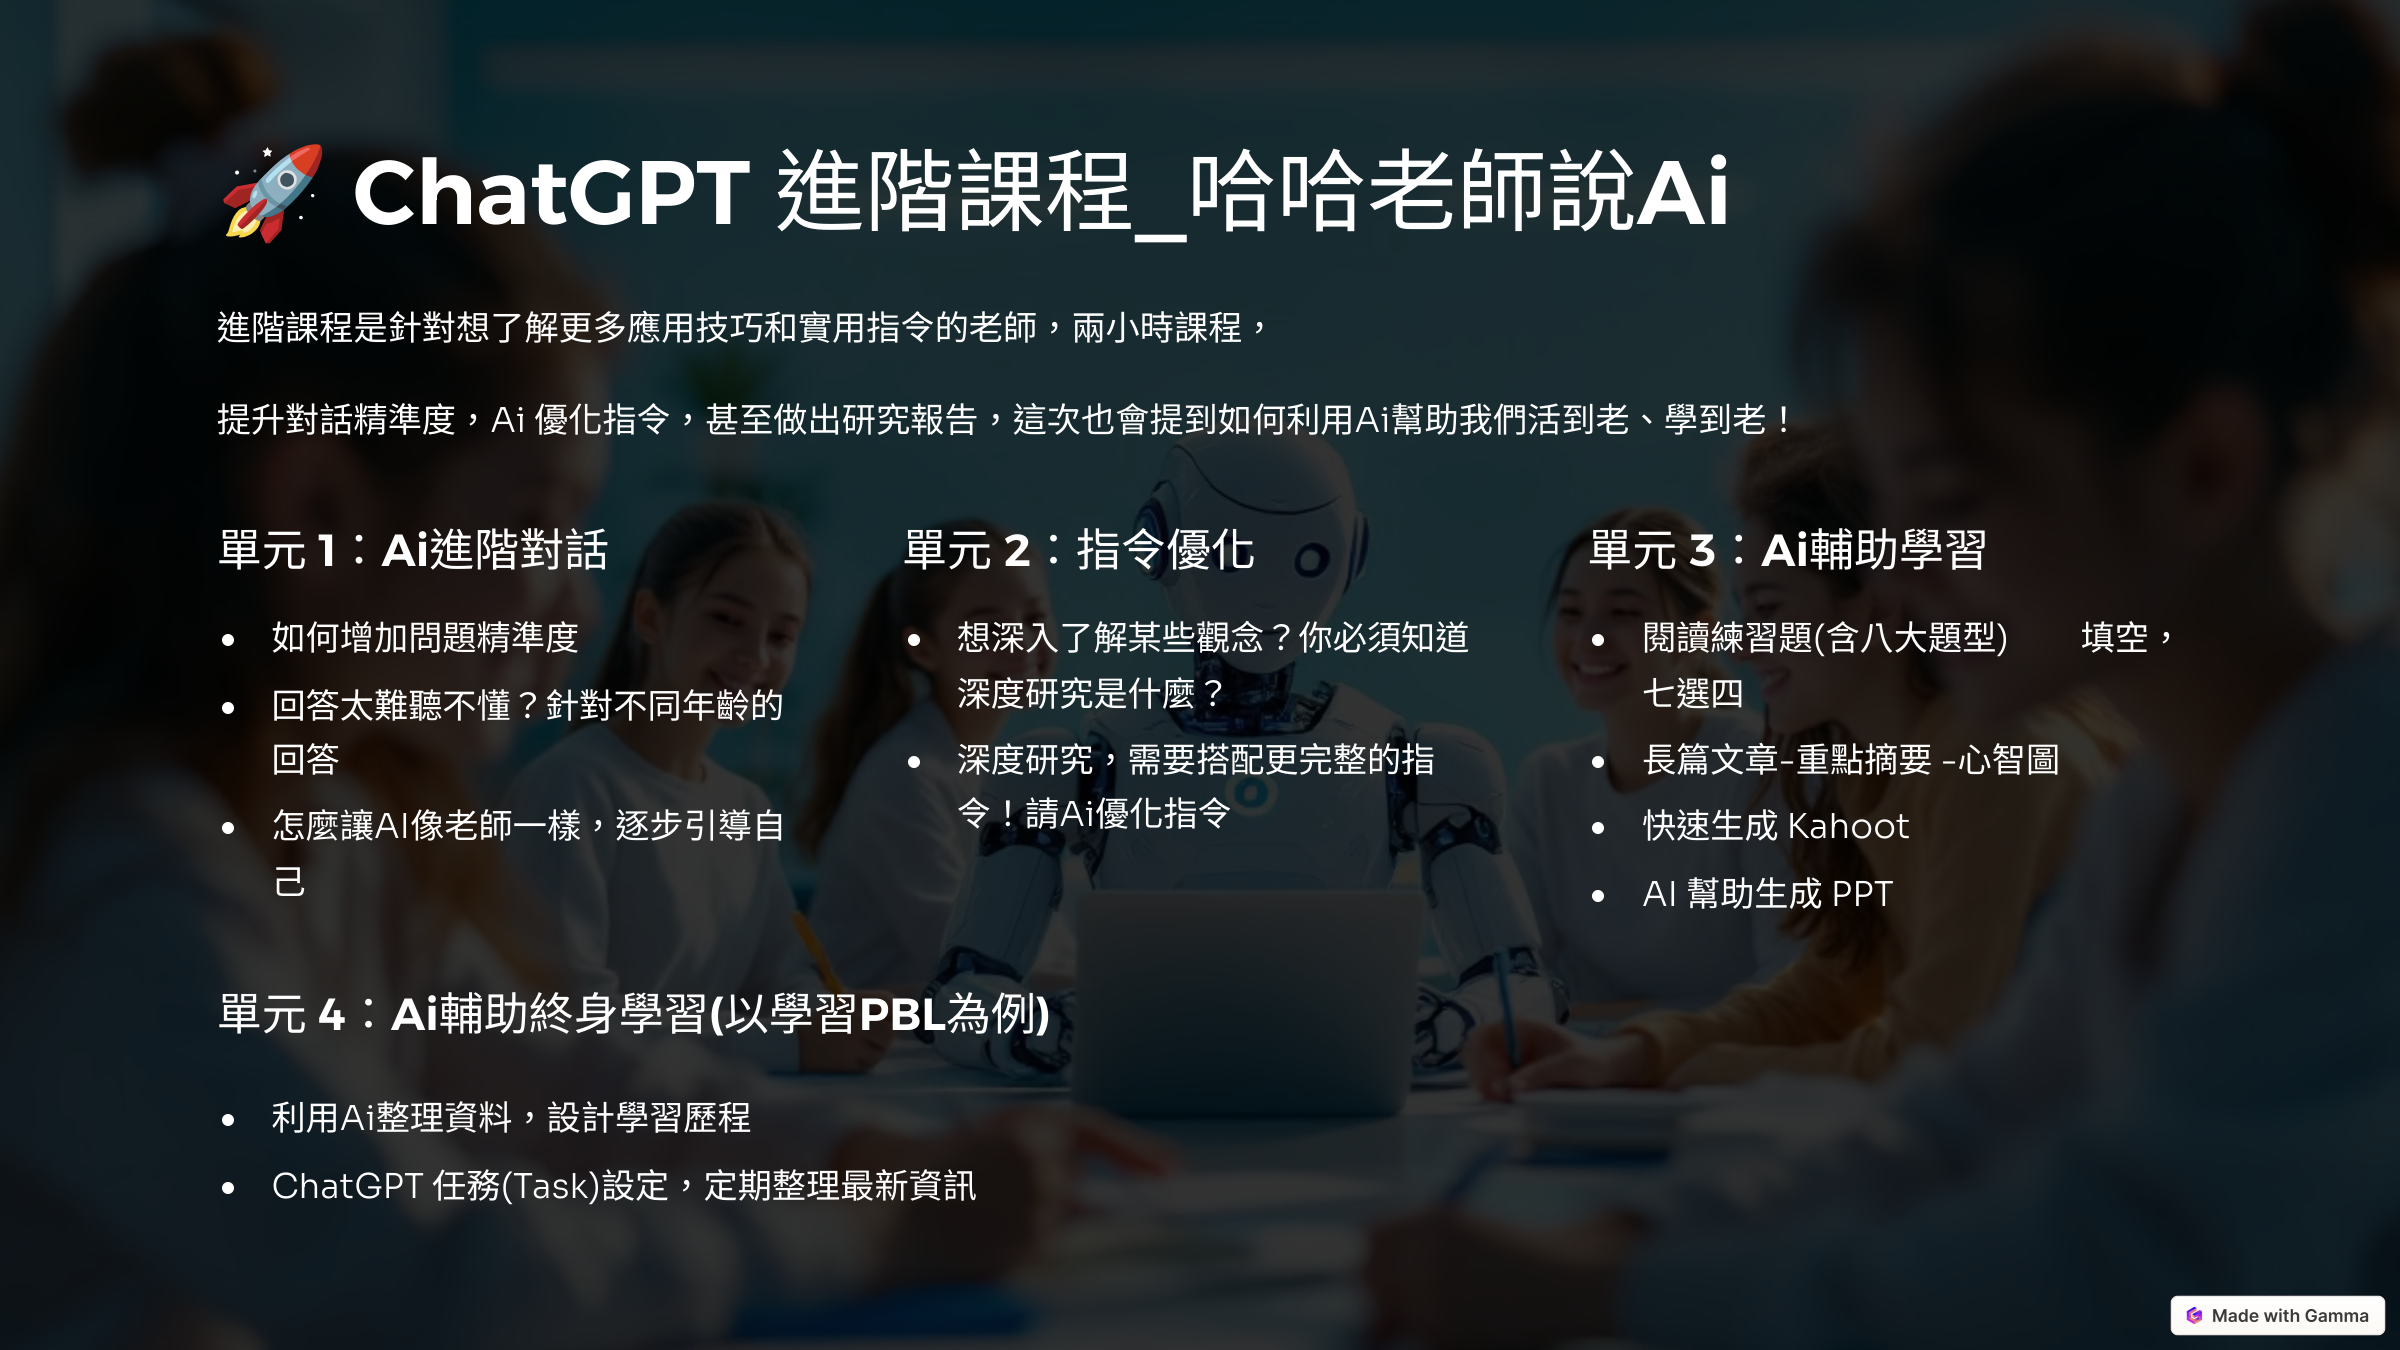 🚀 ChatGPT 進階課程_哈哈老師說Ai
進階課程是針對想了解更多應用技巧和實用指令的老師，兩小時課程，
提升對話精準度，Ai 優化指令，甚至做出研究報告，這次也會提到如何利用Ai幫助我們活到老、學到老！
單元 1：Ai進階對話
• 如何增加問題精準度
• 回答太難聽不懂？針對不同年齡的
回答
• 怎麼讓AI像老師一樣，逐步引導自
己
單元 2：指令優化
• 想深入了解某些觀念？你必須知道
深度研究是什麼？
• 深度研究，需要搭配更完整的指
令！請Ai優化指令
單元 3：Ai輔助學習
• 閱讀練習題(含八大題型) 填空，
七選四
• 長篇文章-重點摘要 -心智圖
• 快速生成 Kahoot
• AI 幫助生成 PPT
單元 4：Ai輔助終身學習(以學習PBL為例)
• 利用Ai整理資料，設計學習歷程
• ChatGPT 任務(Task)設定，定期整理最新資訊
Made with Gamma